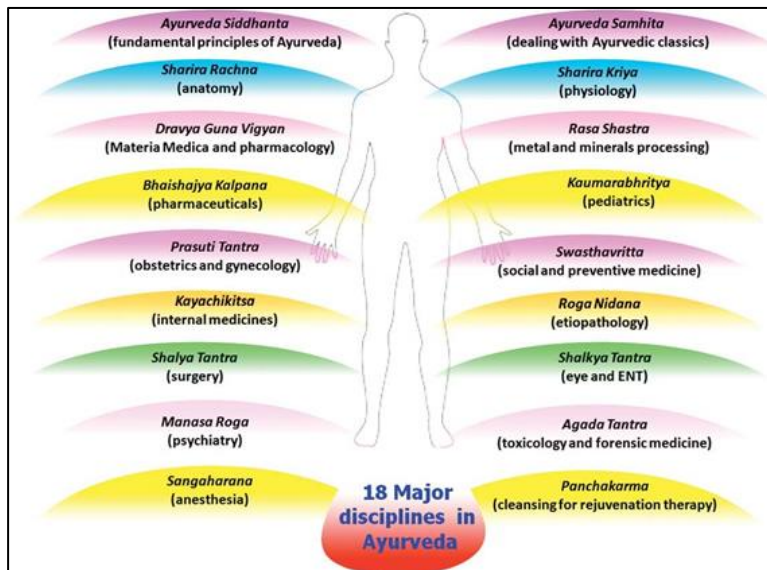 Ayurveda Siddhanta
(fundamental principles of Ayurveda)
Ayurveda Samhita
(dealing with Ayurvedic classics)
Sharira Rachna
(anatomy)
Sharira Kriya
(physiology)
Dravya Guna Vigyan
(Materia Medica and pharmacology)
Rasa Shastra
(metal and minerals processing)
Bhaishajya Kalpana
(pharmaceuticals)
Kaumarabhritya
(pediatrics)
Prasuti Tantra
(obstetrics and gynecology)
Swasthavritta
(social and preventive medicine)
Kayachikitsa
(internal medicines)
Roga Nidana
(etiopathology)
Shalya Tantra
(surgery)
Shalkya Tantra
(eye and ENT)
Manasa Roga
(psychiatry)
Agada Tantra
(toxicology and forensic medicine)
Sangaharana
(anesthesia)
Panchakarma
(cleansing for rejuvenation therapy)
18 Major
disciplines in
Ayurveda